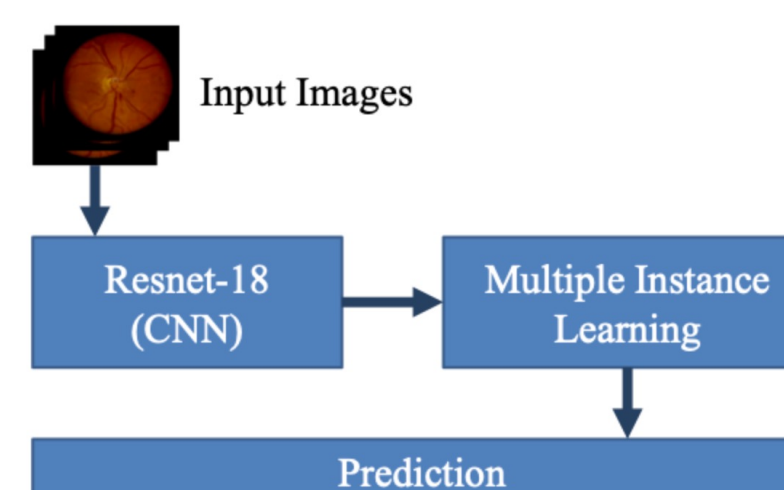 Input Images
Resnet-18
(CNN)
Multiple Instance
Learning
Prediction